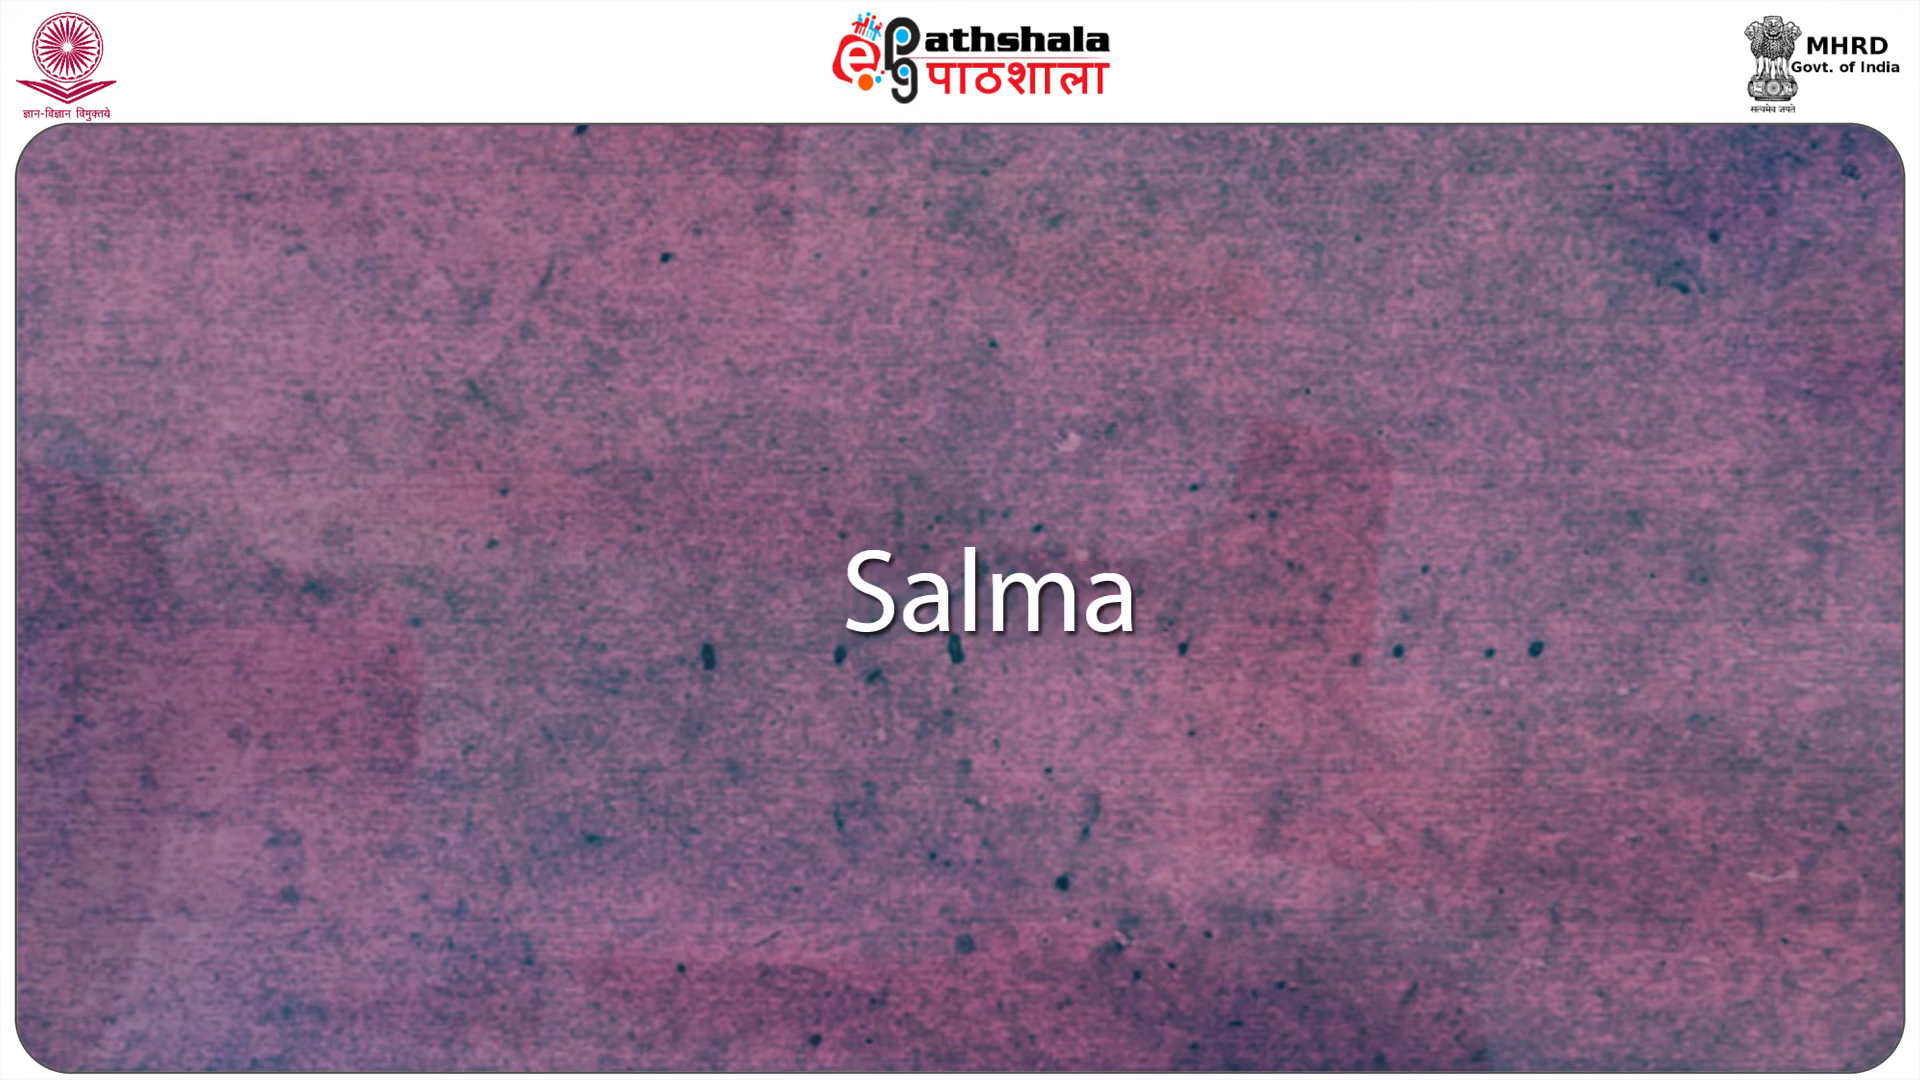 ज्ञान-विज्ञान विमुक्तये
ePathshala
पाठशाला
MHRD
Govt. of India
सत्यमेव जयते
Salma